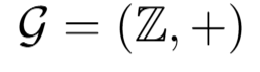 𝒢 = (ℤ, +)